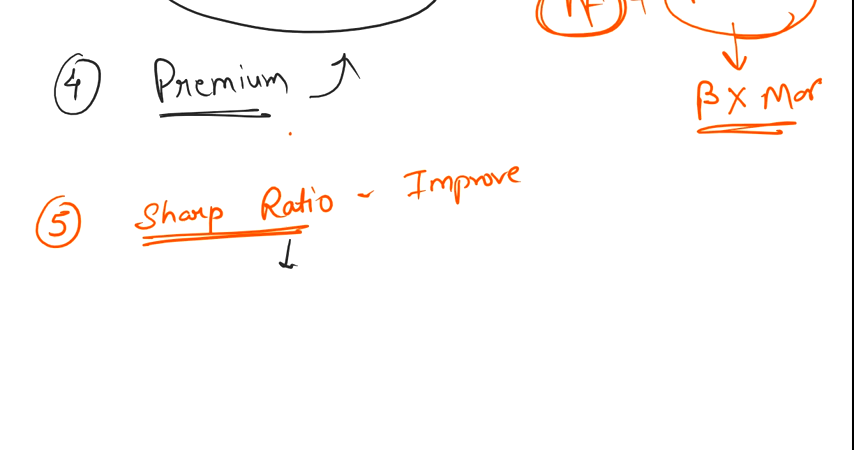 ④ Premium
β x Mar
⑤ Sharp Ratio - Improve